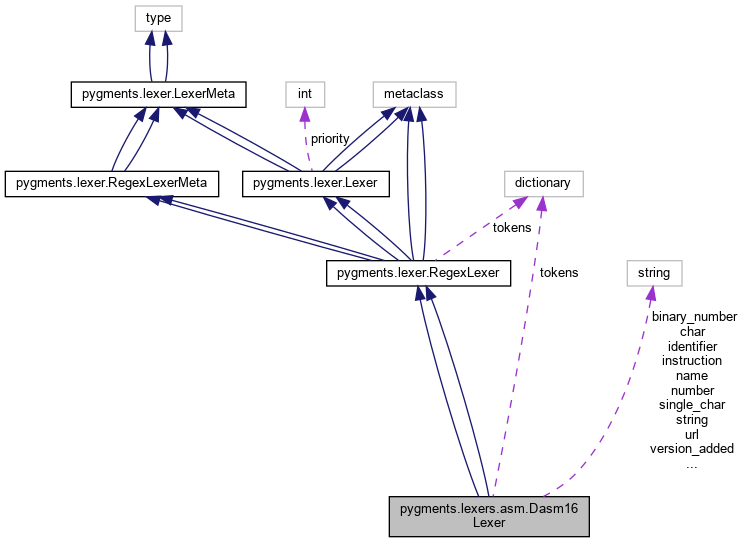 type
pygments.lexer.LexerMeta
int
metaclass
priority
pygments.lexer.RegexLexerMeta
pygments.lexer.Lexer
dictionary
tokens
pygments.lexer.RegexLexer
tokens
string
binary_number
char
identifier
instruction
name
number
single_char
string
url
version_added
...
pygments.lexers.asm.Dasm16
Lexer